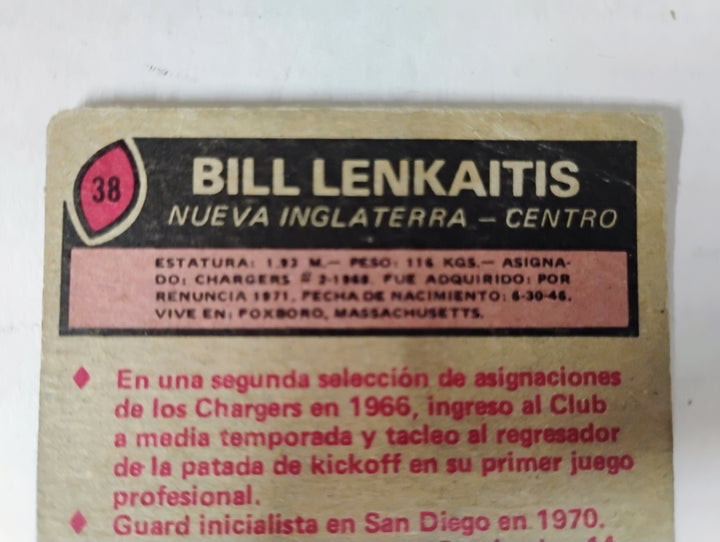 38
BILL LENKAITIS
NUEVA INGLATERRA – CENTRO
ESTATURA: 1.93 M.— PESO: 116 KGS.— ASIGNA-
DO: CHARGERS # 2-1968. FUE ADQUIRIDO: POR
RENUNCIA 1971. FECHA DE NACIMIENTO: 6-30-46.
VIVE EN: FOXBORO, MASSACHUSETTS.
♦ En una segunda selección de asignaciones
de los Chargers en 1966, ingreso al Club
a media temporada y tacleo al regresador
de la patada de kickoff en su primer juego
profesional.
♦ Guard inicialista en San Diego en 1970.